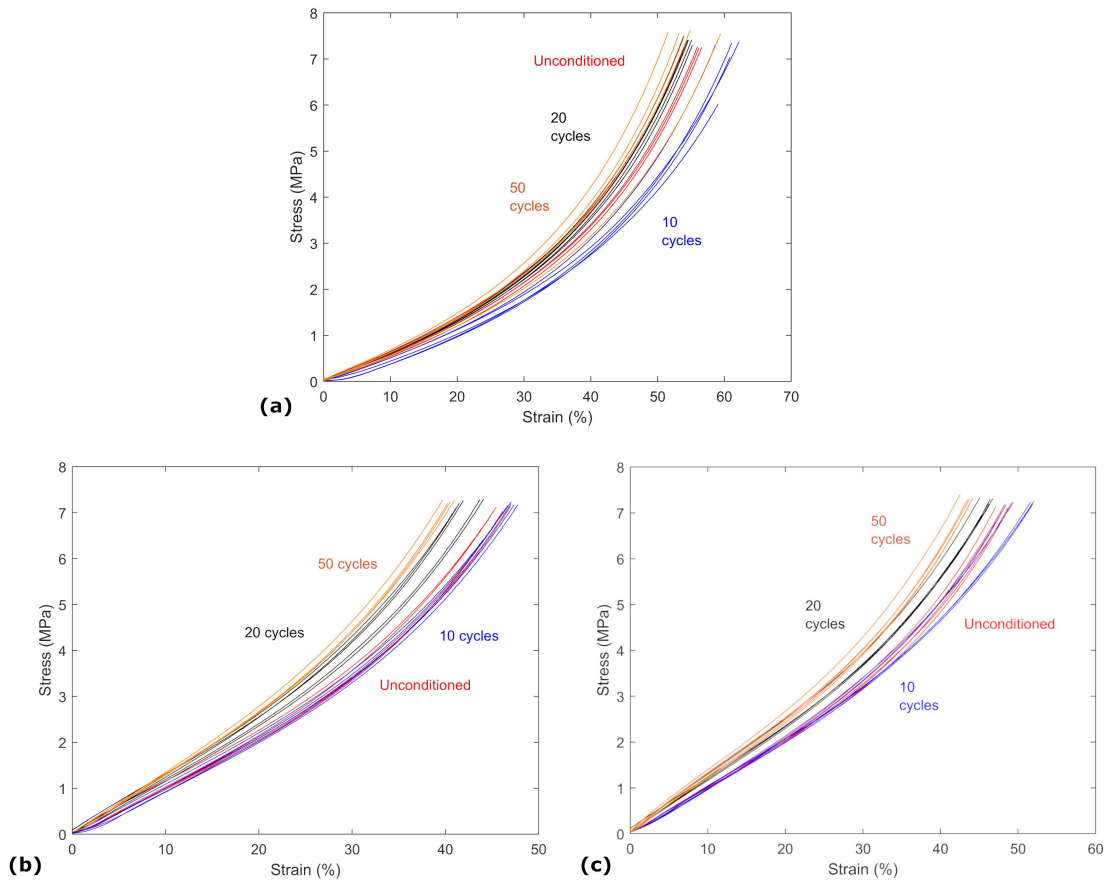 8
7
6
5
4
3
2
1
0
Stress (MPa)
Unconditioned
20
cycles
50
cycles
10
cycles
0 10 20 30 40 50 60 70
Strain (%)
(a)
8
7
6
5
4
3
2
1
0
Stress (MPa)
50 cycles
20 cycles
10 cycles
Unconditioned
0 10 20 30 40 50
Strain (%)
(b)
8
7
6
5
4
3
2
1
0
Stress (MPa)
50
cycles
20
cycles
Unconditioned
10
cycles
0 10 20 30 40 50 60
Strain (%)
(c)